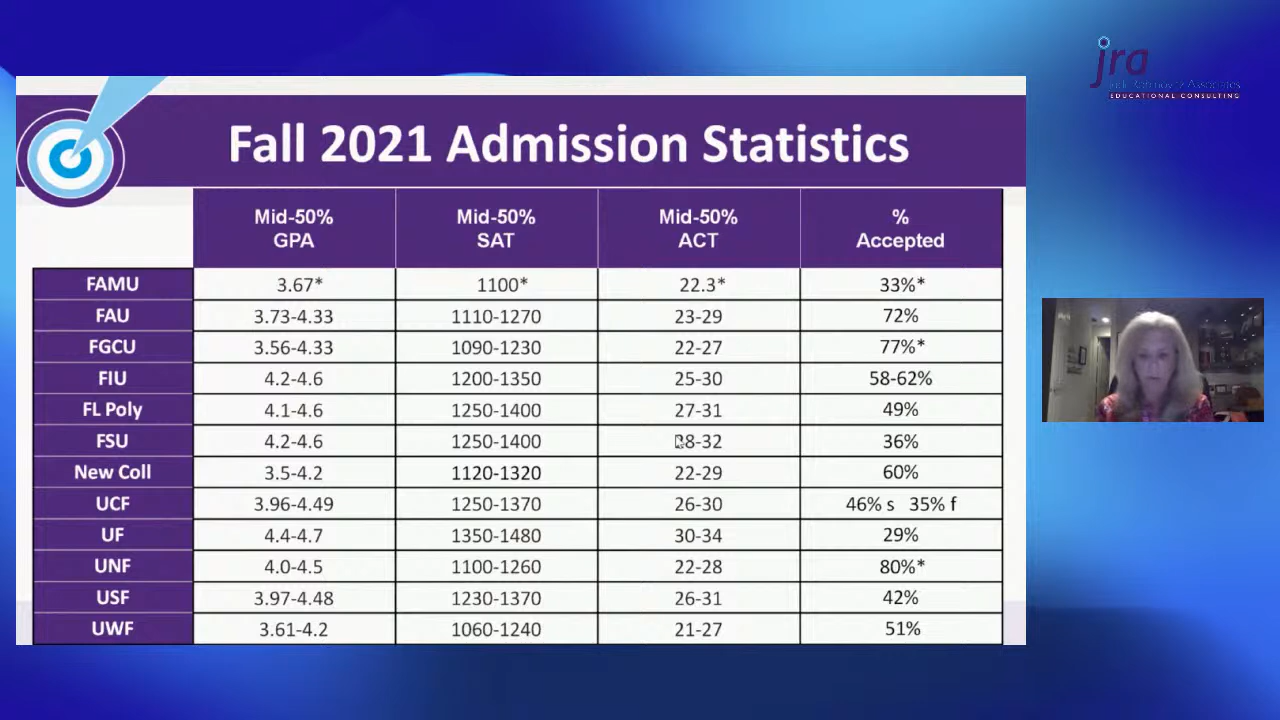 jra
Judi Robinovitz Associates
EDUCATIONAL CONSULTING
Fall 2021 Admission Statistics
Mid-50% GPA Mid-50% SAT Mid-50% ACT % Accepted
FAMU 3.67* 1100* 22.3* 33%*
FAU 3.73-4.33 1110-1270 23-29 72%
FGCU 3.56-4.33 1090-1230 22-27 77%*
FIU 4.2-4.6 1200-1350 25-30 58-62%
FL Poly 4.1-4.6 1250-1400 27-31 49%
FSU 4.2-4.6 1250-1400 28-32 36%
New Coll 3.5-4.2 1120-1320 22-29 60%
UCF 3.96-4.49 1250-1370 26-30 46% s 35% f
UF 4.4-4.7 1350-1480 30-34 29%
UNF 4.0-4.5 1100-1260 22-28 80%*
USF 3.97-4.48 1230-1370 26-31 42%
UWF 3.61-4.2 1060-1240 21-27 51%